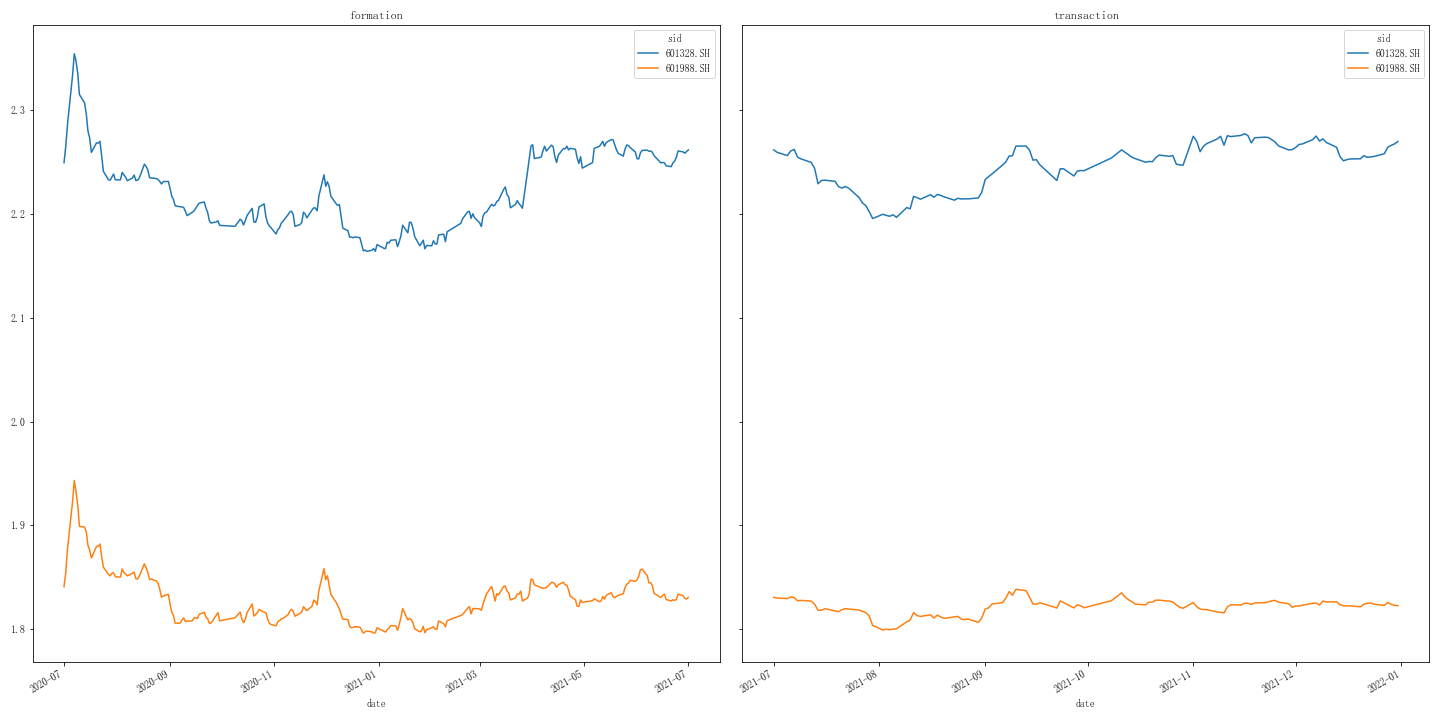 formation
sid
601328.SH
601988.SH
2.3
2.2
2.1
2.0
1.9
1.8
2020-07
2020-09
2020-11
2021-01
2021-03
2021-05
2021-07
date
transaction
sid
601328.SH
601988.SH
2021-07
2021-08
2021-09
2021-10
2021-11
2021-12
2022-01
date